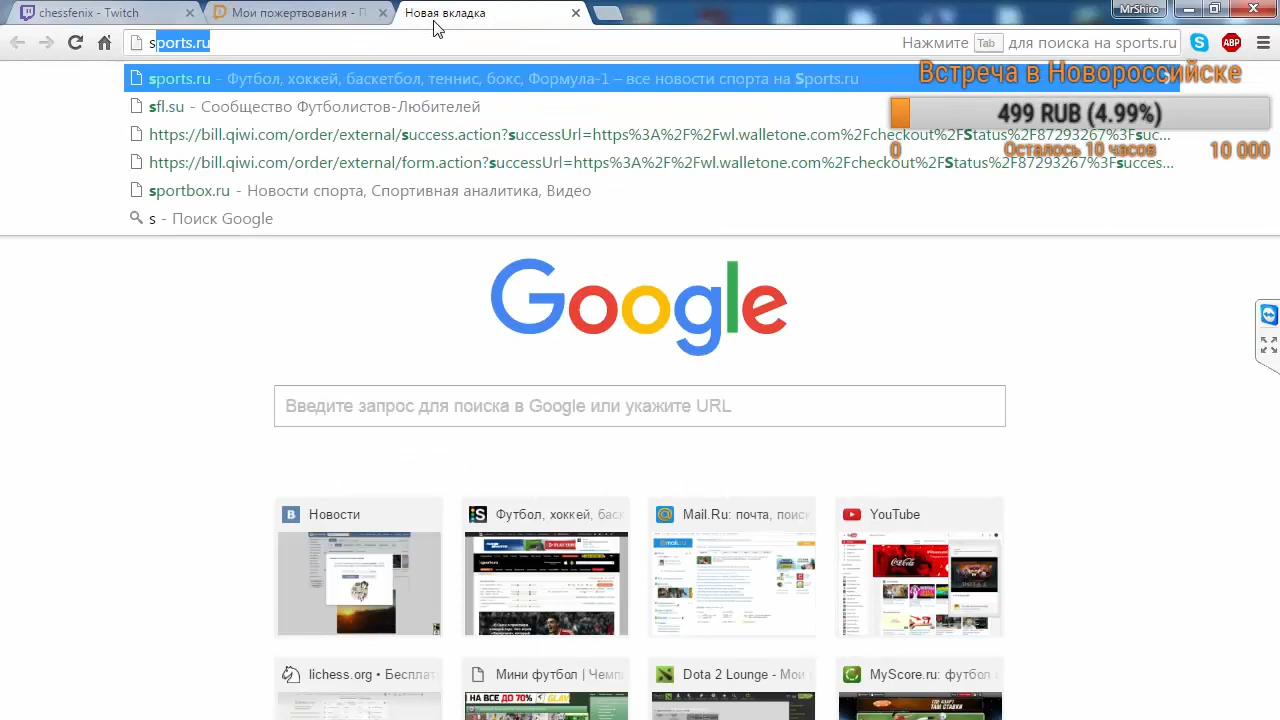 chessfenix - Twitch
Мои пожертвования - П
Новая вкладка
MrShiro
sports.ru
Нажмите Tab для поиска на sports.ru
ABP
sports.ru - Футбол, хоккей, баскетбол, теннис, бокс, Формула-1 – все новости спорта на Sports.ru
Встреча в Новороссийске
sfl.su - Сообщество Футболистов-Любителей
499 RUB (4.99%)
https://bill.qiwi.com/order/external/success.action?successUrl=https%3A%2F%2Fwl.walletone.com%2Fcheckout%2FStatus%2F87293267%3Fsuc...
0 Осталось 10 часов 10 000
https://bill.qiwi.com/order/external/form.action?successUrl=https%3A%2F%2Fwl.walletone.com%2Fcheckout%2FStatus%2F87293267%3Fsucces...
sportbox.ru - Новости спорта, Спортивная аналитика, Видео
s - Поиск Google
Google
Введите запрос для поиска в Google или укажите URL
Новости
Футбол, хоккей, баск
Mail.Ru: почта, поиск
YouTube
lichess.org • Бесплат
Мини футбол | Чемп
Dota 2 Lounge - Мои
MyScore.ru: футбол